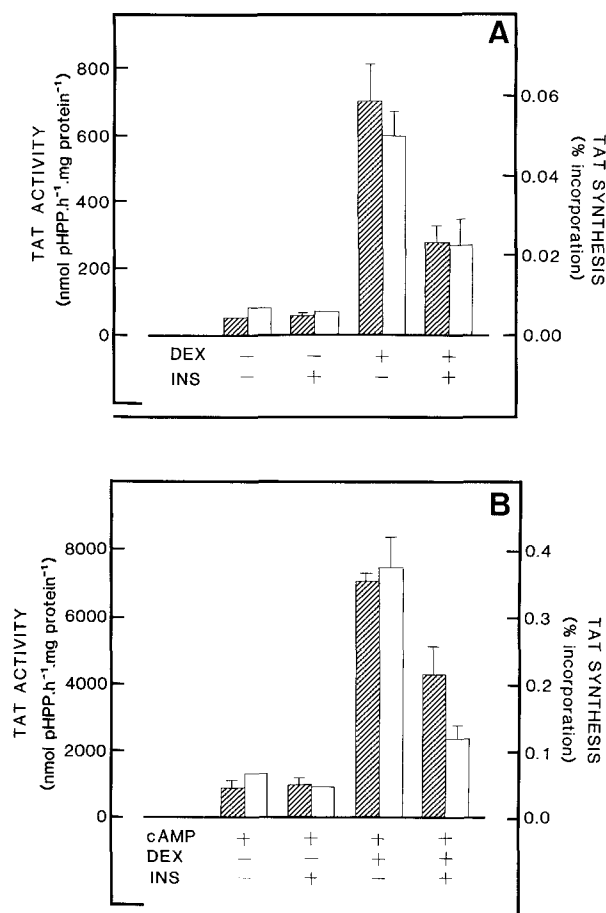 A
TAT ACTIVITY
(nmol pHPP.h⁻¹.mg protein⁻¹)
800
600
400
200
0
0.06
0.04
0.02
0.00
TAT SYNTHESIS
(% incorporation)
DEX − − + +
INS − + − +
B
TAT ACTIVITY
(nmol pHPP.h⁻¹.mg protein⁻¹)
8000
6000
4000
2000
0
0.4
0.3
0.2
0.1
0.0
TAT SYNTHESIS
(% incorporation)
cAMP + + + +
DEX − − + +
INS − + − +